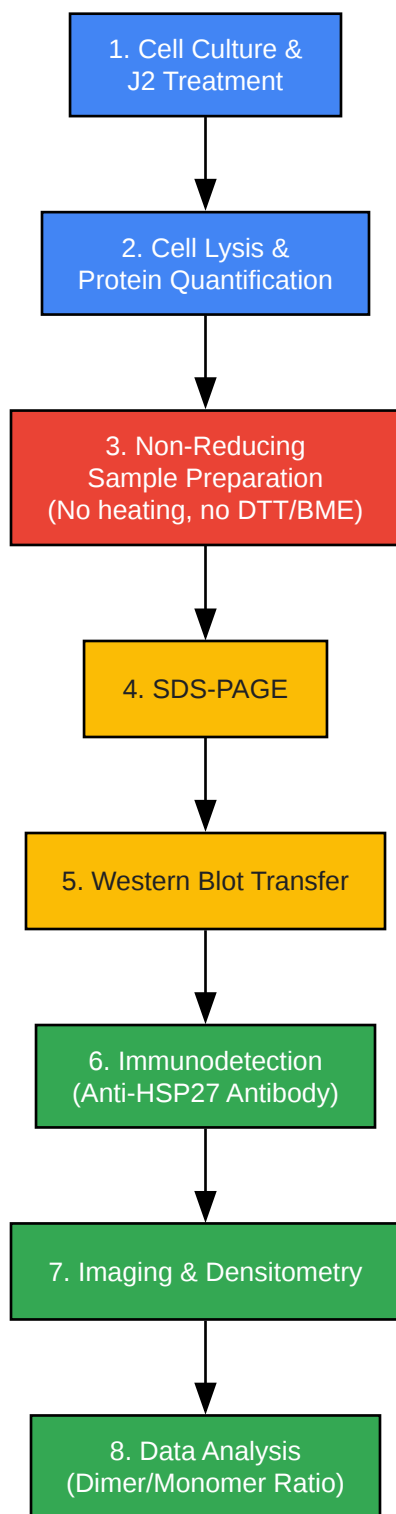 1. Cell Culture &
J2 Treatment
2. Cell Lysis &
Protein Quantification
3. Non-Reducing
Sample Preparation
(No heating, no DTT/BME)
4. SDS-PAGE
5. Western Blot Transfer
6. Immunodetection
(Anti-HSP27 Antibody)
7. Imaging & Densitometry
8. Data Analysis
(Dimer/Monomer Ratio)